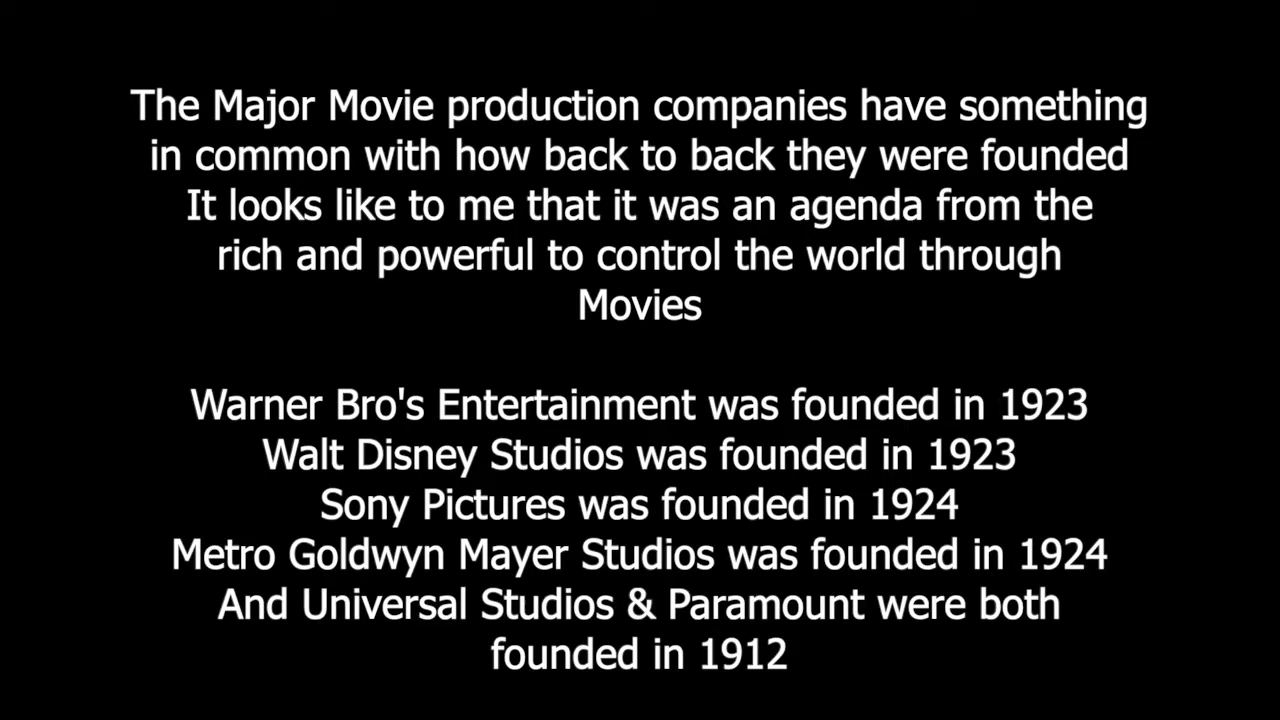 The Major Movie production companies have something
in common with how back to back they were founded
It looks like to me that it was an agenda from the
rich and powerful to control the world through
Movies
Warner Bro's Entertainment was founded in 1923
Walt Disney Studios was founded in 1923
Sony Pictures was founded in 1924
Metro Goldwyn Mayer Studios was founded in 1924
And Universal Studios & Paramount were both
founded in 1912